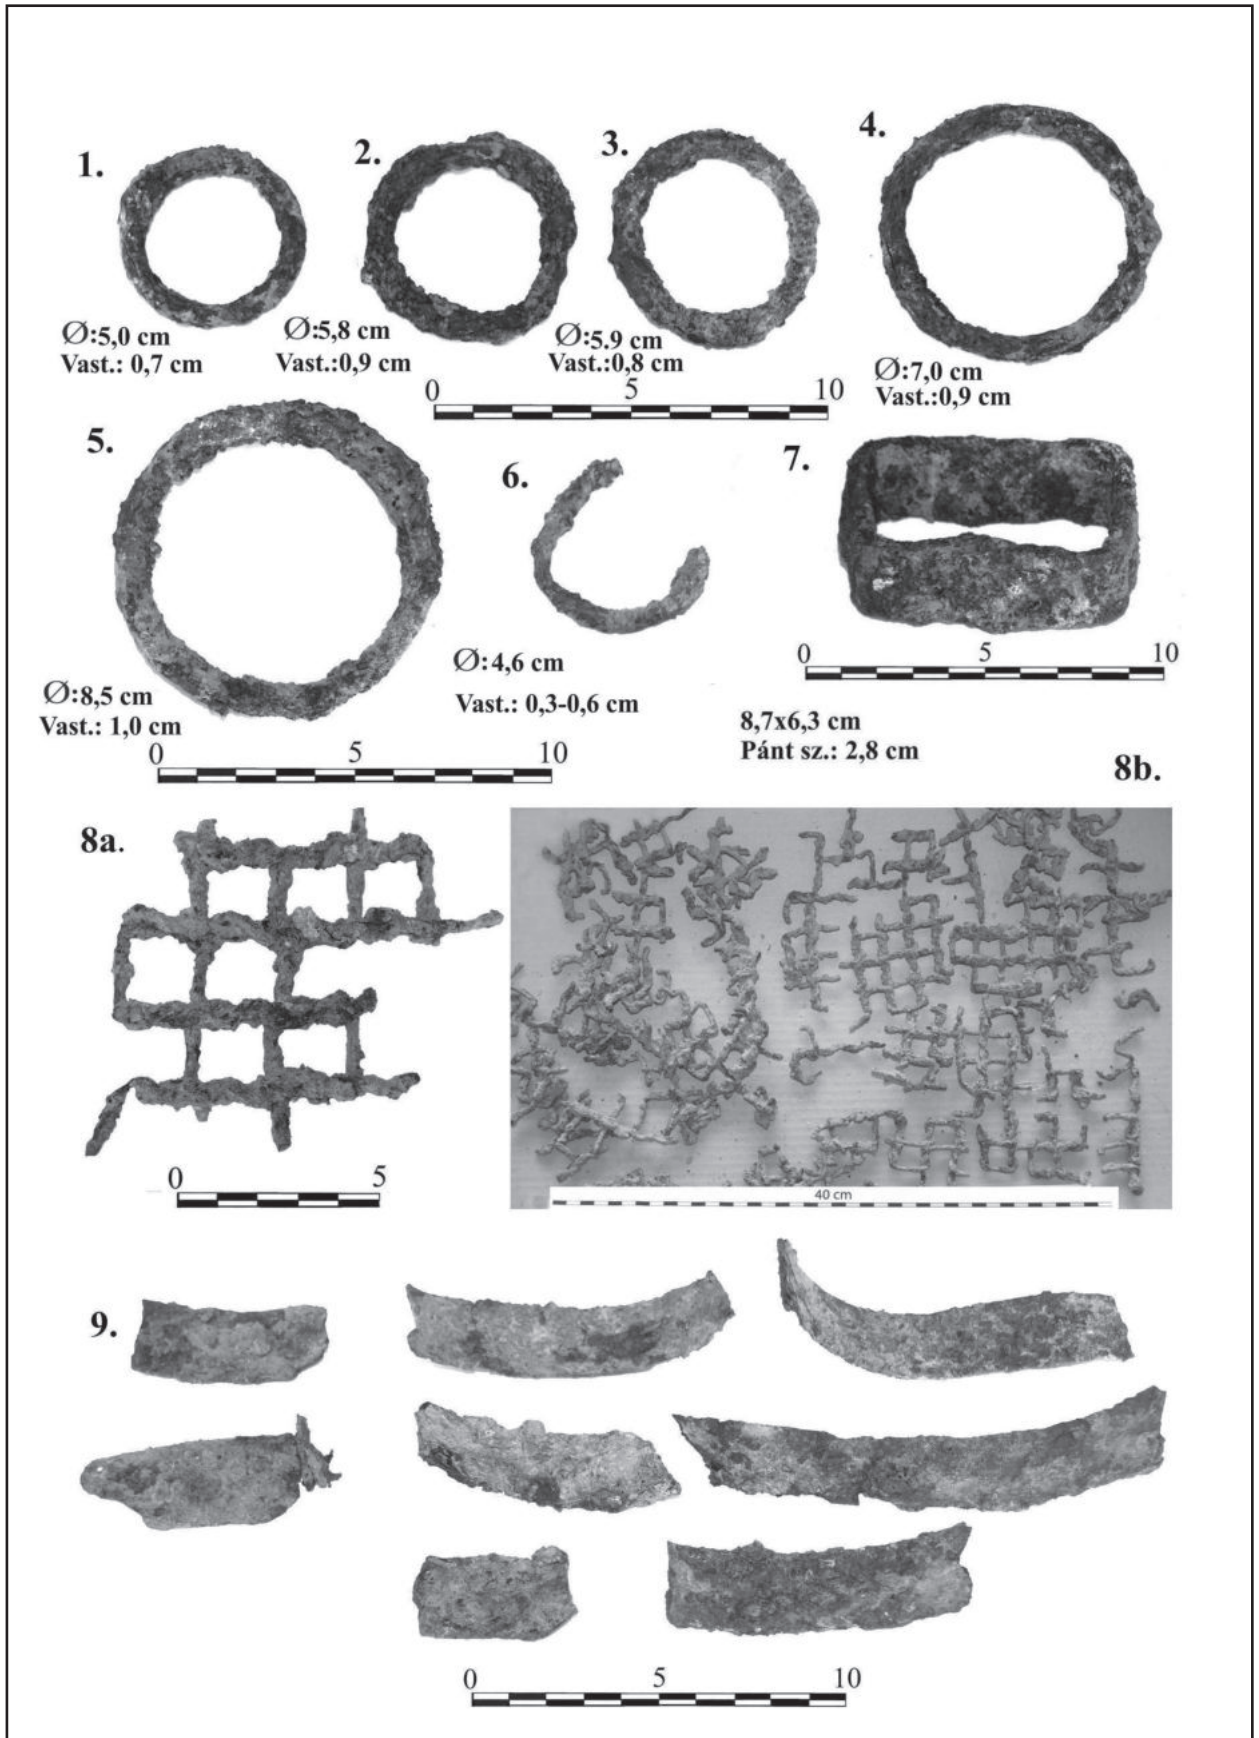 1.
2.
3.
4.
Ø:5,0 cm
Vast.: 0,7 cm
Ø:5,8 cm
Vast.:0,9 cm
Ø:5.9 cm
Vast.:0,8 cm
Ø:7,0 cm
Vast.:0,9 cm
0 5 10
5.
6.
7.
Ø:8,5 cm
Vast.: 1,0 cm
Ø:4,6 cm
Vast.: 0,3-0,6 cm
0 5 10
8,7x6,3 cm
Pánt sz.: 2,8 cm
0 5 10
8a.
8b.
0 5
40 cm
9.
0 5 10